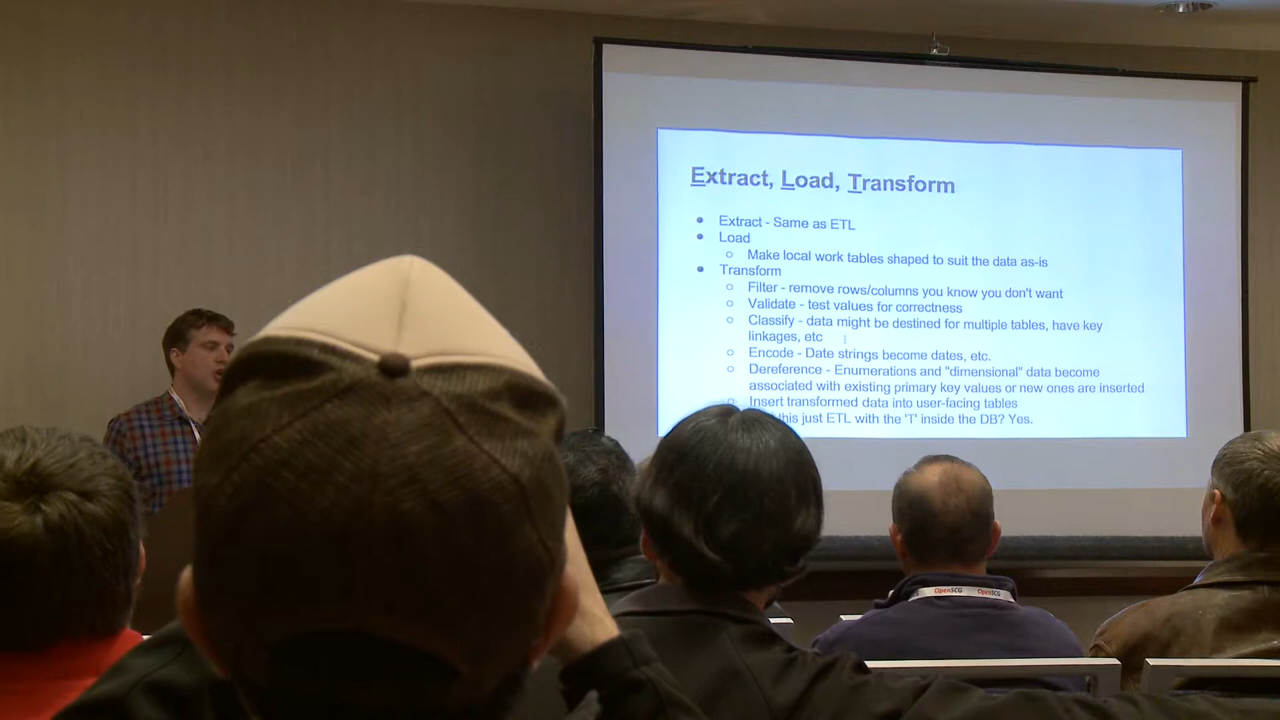 Extract, Load, Transform
Extract - Same as ETL
Load
Make local work tables shaped to suit the data as-is
Transform
Filter - remove rows/columns you know you don't want
Validate - test values for correctness
Classify - data might be destined for multiple tables, have key
linkages, etc
Encode - Date strings become dates, etc.
Dereference - Enumerations and "dimensional" data become
associated with existing primary key values or new ones are inserted
Insert transformed data into user-facing tables
this just ETL with the 'T' inside the DB? Yes.
OpenSCG OpenSCG